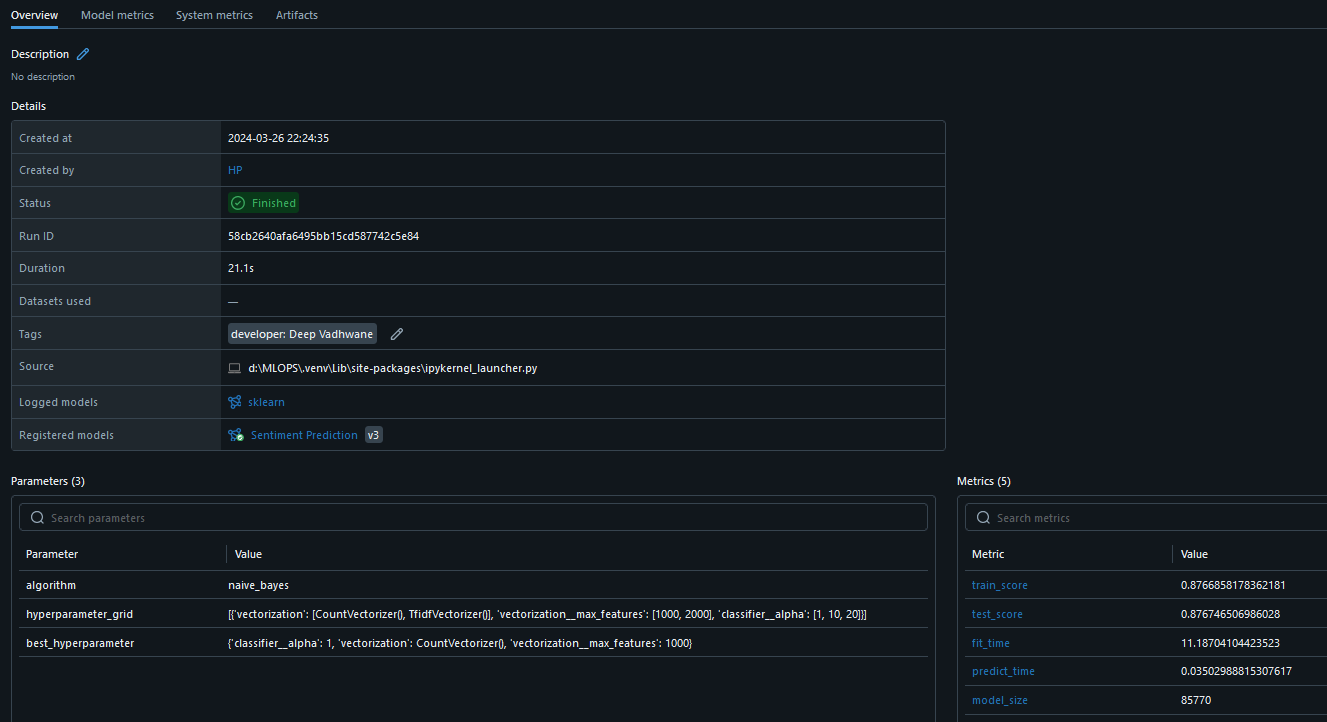 Overview Model metrics System metrics Artifacts
Description
No description
Details
Created at 2024-03-26 22:24:35
Created by HP
Status Finished
Run ID 58cb2640afa6495bb15cd587742c5e84
Duration 21.1s
Datasets used —
Tags developer: Deep Vadhwane
Source d:\MLOPS\.venv\Lib\site-packages\ipykernel_launcher.py
Logged models sklearn
Registered models Sentiment Prediction v3
Parameters (3)
Search parameters
Parameter Value
algorithm naive_bayes
hyperparameter_grid [{'vectorization': [CountVectorizer(), TfidfVectorizer()], 'vectorization__max_features': [1000, 2000], 'classifier__alpha': [1, 10, 20]}]
best_hyperparameter {'classifier__alpha': 1, 'vectorization': CountVectorizer(), 'vectorization__max_features': 1000}
Metrics (5)
Search metrics
Metric Value
train_score 0.8766858178362181
test_score 0.876746506986028
fit_time 11.18704104423523
predict_time 0.03502988815307617
model_size 85770